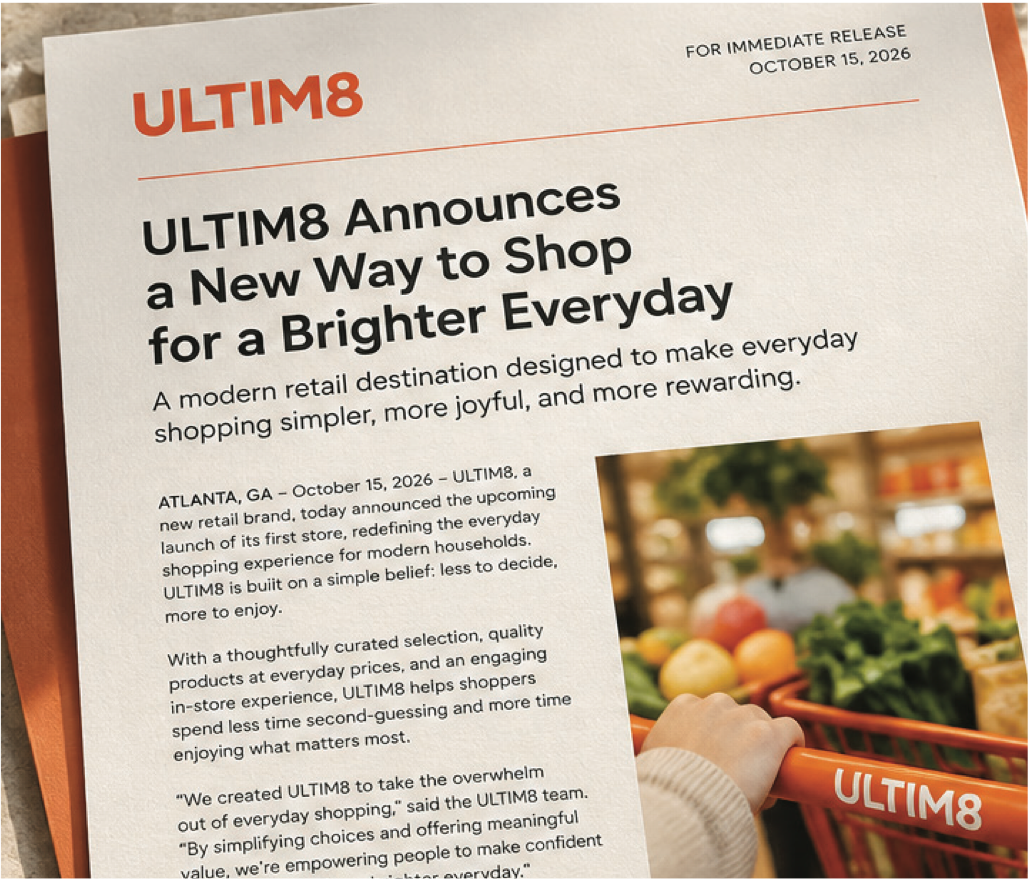 ULTIM8
FOR IMMEDIATE RELEASE
OCTOBER 15, 2026
ULTIM8 Announces
a New Way to Shop
for a Brighter Everyday
A modern retail destination designed to make everyday
shopping simpler, more joyful, and more rewarding.
ATLANTA, GA – October 15, 2026 – ULTIM8, a
new retail brand, today announced the upcoming
launch of its first store, redefining the everyday
shopping experience for modern households.
ULTIM8 is built on a simple belief: less to decide,
more to enjoy.
With a thoughtfully curated selection, quality
products at everyday prices, and an engaging
in-store experience, ULTIM8 helps shoppers
spend less time second-guessing and more time
enjoying what matters most.
“We created ULTIM8 to take the overwhelm
out of everyday shopping,” said the ULTIM8 team.
“By simplifying choices and offering meaningful
value, we’re empowering people to make confident
everyday.”
ULTIM8